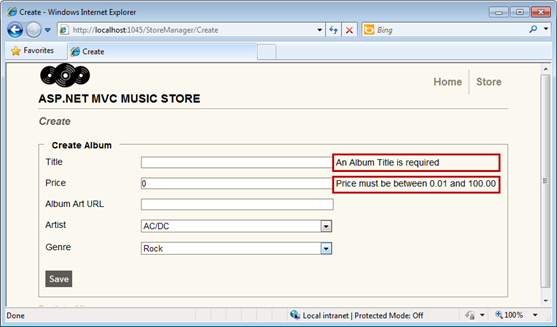 Create - Windows Internet Explorer
http://localhost:1045/StoreManager/Create
Bing
Favorites
Create
ASP.NET MVC MUSIC STORE
Home
Store
Create
Create Album
Title
An Album Title is required
Price
0
Price must be between 0.01 and 100.00
Album Art URL
Artist
AC/DC
Genre
Rock
Save
Done
Local intranet | Protected Mode: Off
100%